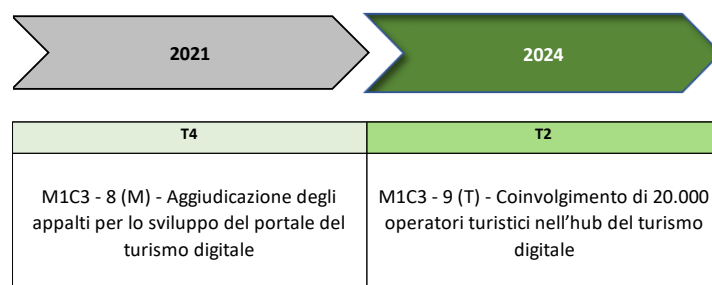 2021
2024
T4
T2
M1C3 - 8 (M) - Aggiudicazione degli
appalti per lo sviluppo del portale del
turismo digitale
M1C3 - 9 (T) - Coinvolgimento di 20.000
operatori turistici nell’hub del turismo
digitale